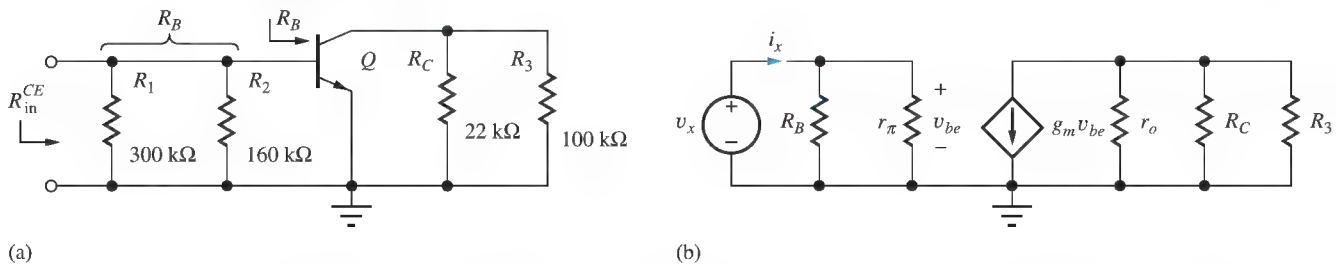 R_B R_B
Q R_C R_3
R_1 R_2
R_in^CE
300 kΩ 160 kΩ 22 kΩ 100 kΩ
(a)
i_x
v_x + − R_B r_π + v_be − g_m v_be r_o R_C R_3
(b)